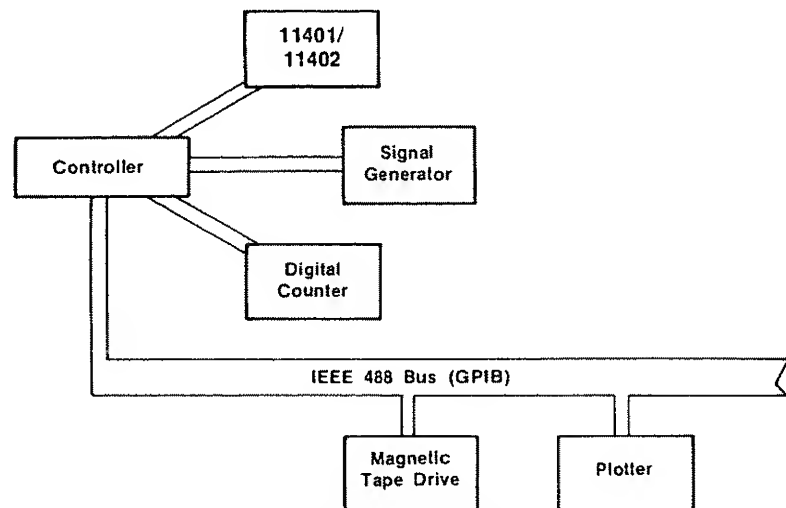 11401/
11402
Controller
Signal
Generator
Digital
Counter
IEEE 488 Bus (GPIB)
Magnetic
Tape Drive
Plotter